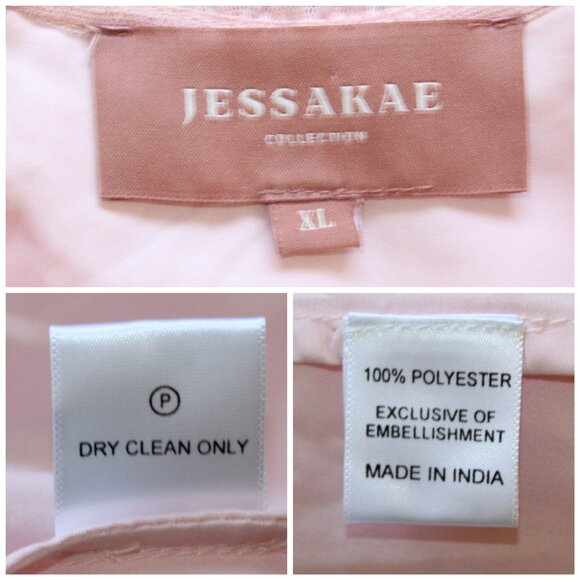 JESSAKAE
COLLECTION
XL
P
DRY CLEAN ONLY
100% POLYESTER
EXCLUSIVE OF
EMBELLISHMENT
MADE IN INDIA